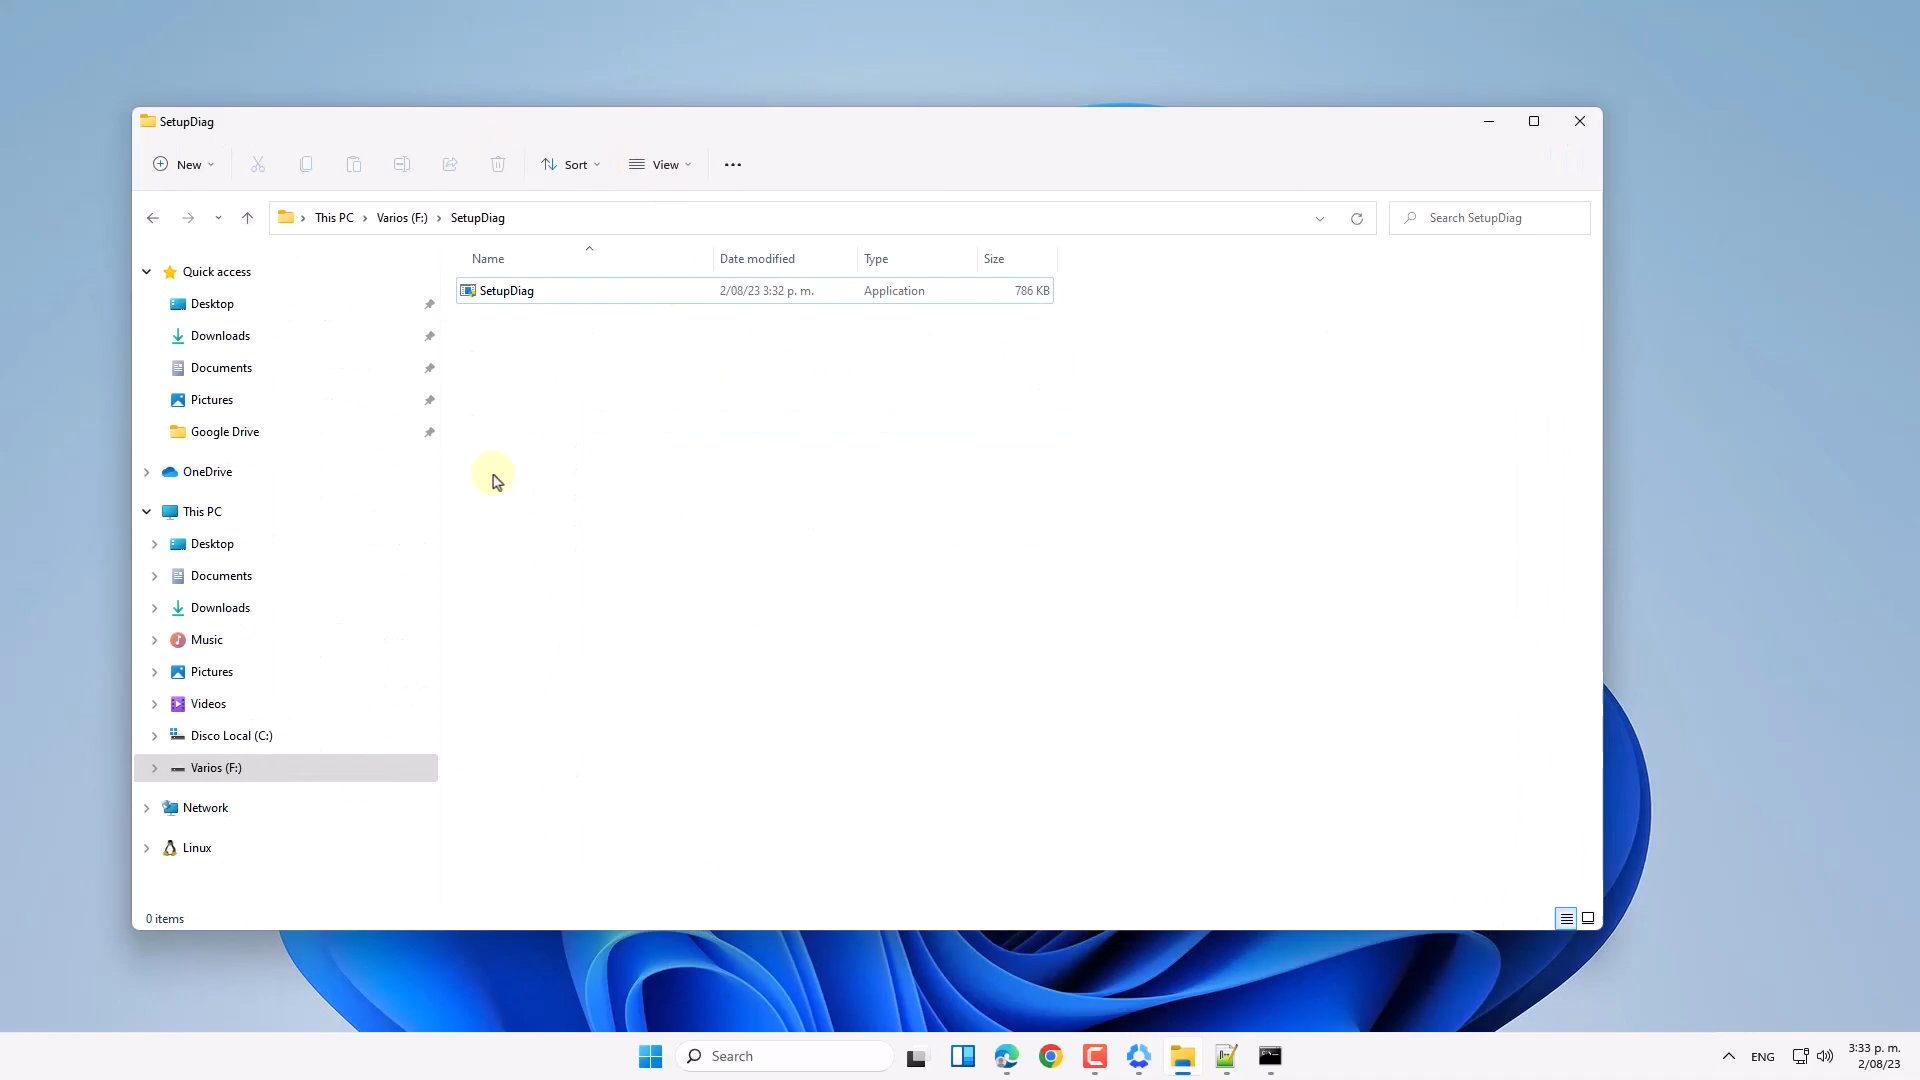 SetupDiag
New
Sort
View
This PC
Varios (F:)
SetupDiag
Search SetupDiag
Name
Date modified
Type
Size
SetupDiag
2/08/23 3:32 p. m.
Application
786 KB
Quick access
Desktop
Downloads
Documents
Pictures
Google Drive
OneDrive
This PC
Desktop
Documents
Downloads
Music
Pictures
Videos
Disco Local (C:)
Varios (F:)
Network
Linux
0 items
Search
ENG
3:33 p. m.
2/08/23